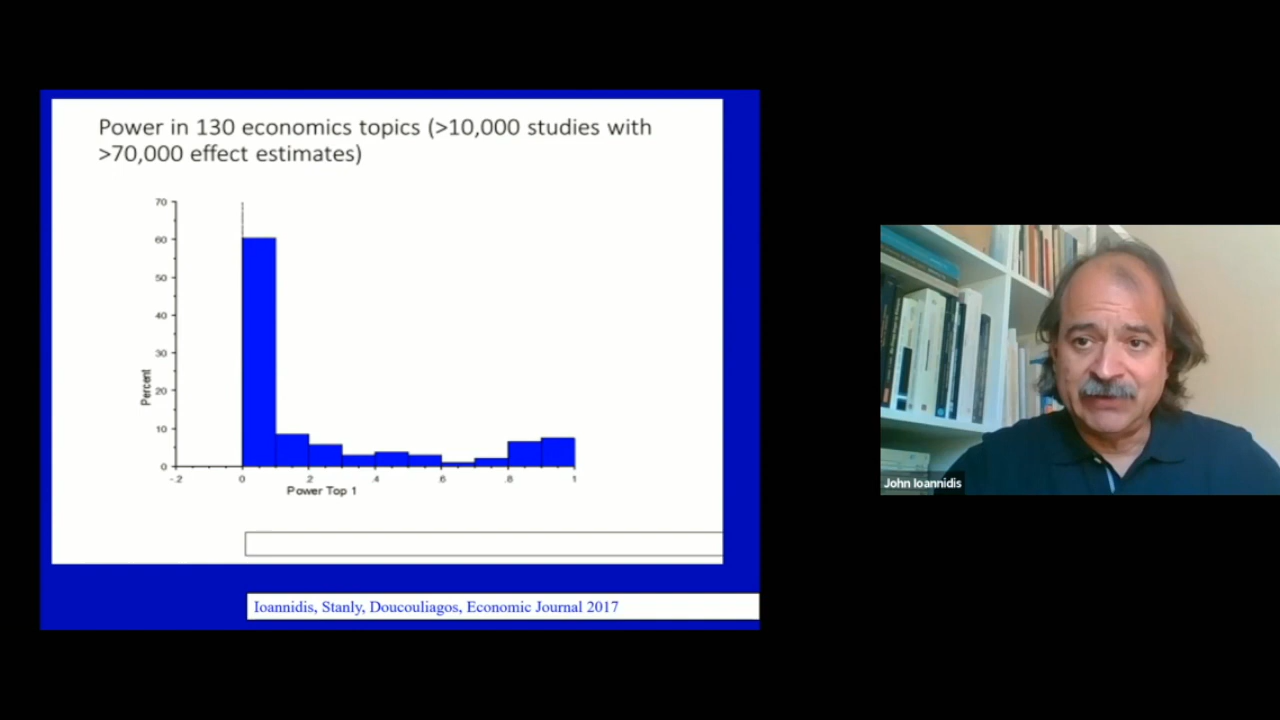 Power in 130 economics topics (>10,000 studies with
>70,000 effect estimates)
70
60
50
40
30
20
10
0
Percent
-.2
0
.2
.4
.6
.8
1
Power Top 1
Ioannidis, Stanly, Doucouliagos, Economic Journal 2017
John Ioannidis